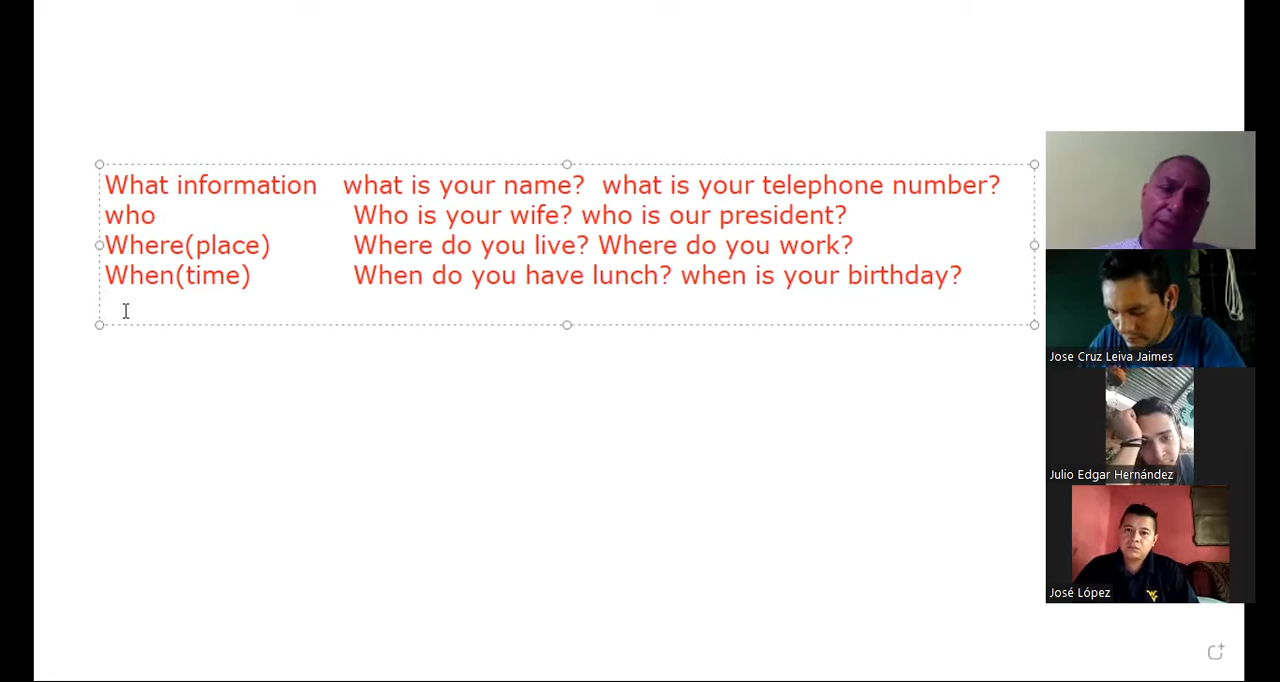 What information what is your name? what is your telephone number?
who Who is your wife? who is our president?
Where(place) Where do you live? Where do you work?
When(time) When do you have lunch? when is your birthday?
Jose Cruz Leiva Jaimes
Julio Edgar Hernández
José López